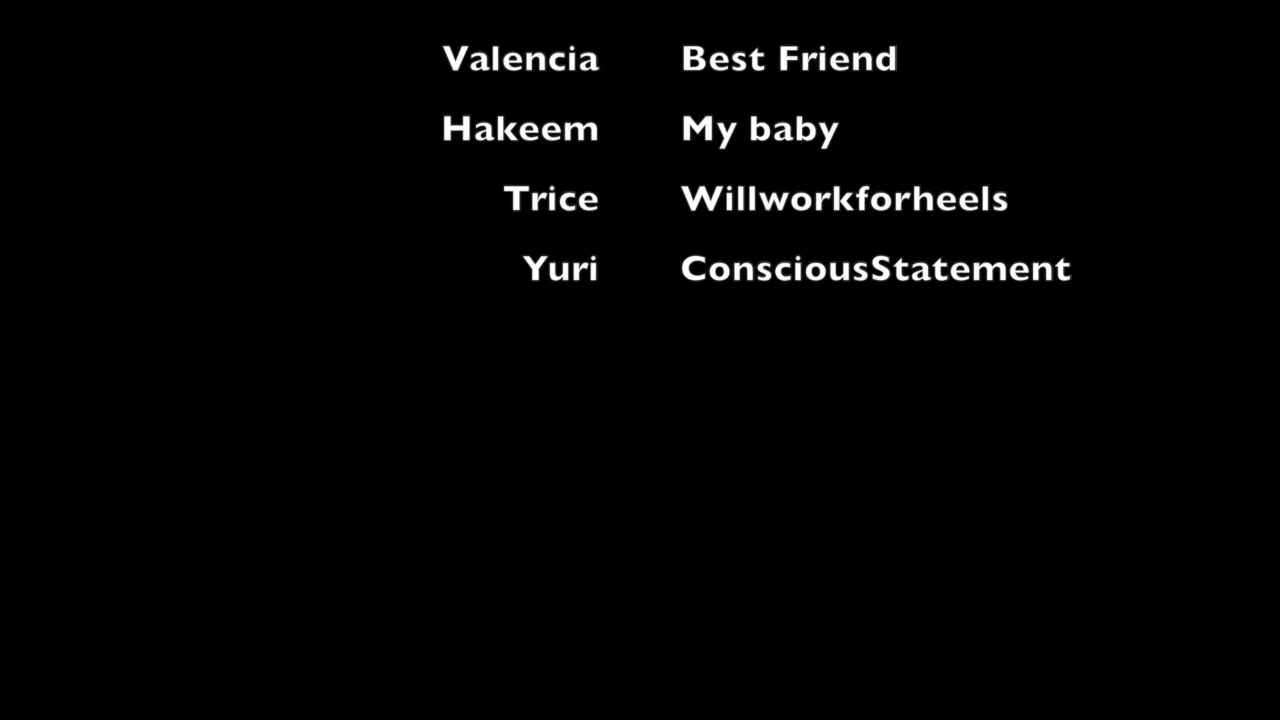 Valencia Best Friend
Hakeem My baby
Trice Willworkforheels
Yuri ConsciousStatement